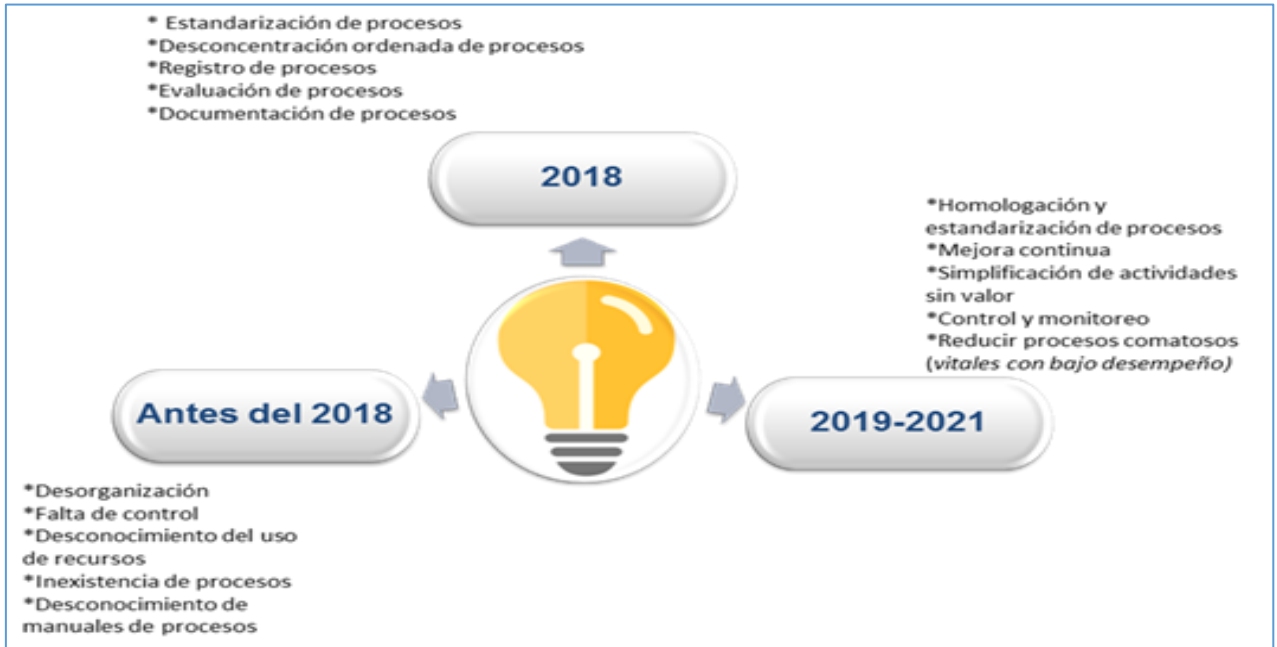 * Estandarización de procesos
*Desconcentración ordenada de procesos
*Registro de procesos
*Evaluación de procesos
*Documentación de procesos
2018
*Homologación y
estandarización de procesos
*Mejora continua
*Simplificación de actividades
sin valor
*Control y monitoreo
*Reducir procesos comatosos
(vitales con bajo desempeño)
Antes del 2018
2019-2021
*Desorganización
*Falta de control
*Desconocimiento del uso
de recursos
*Inexistencia de procesos
*Desconocimiento de
manuales de procesos